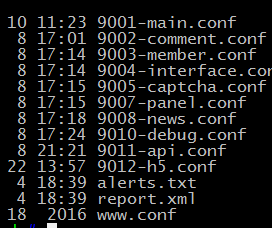 10 11:23 9001-main.conf
8 17:01 9002-comment.conf
8 17:14 9003-member.conf
8 17:14 9004-interface.con
8 17:14 9005-captcha.conf
8 17:14 9007-panel.conf
8 17:18 9008-news.conf
8 17:24 9010-debug.conf
8 21:21 9011-api.conf
22 13:57 9012-h5.conf
4 18:39 alerts.txt
4 18:39 report.xml
18 2016 www.conf